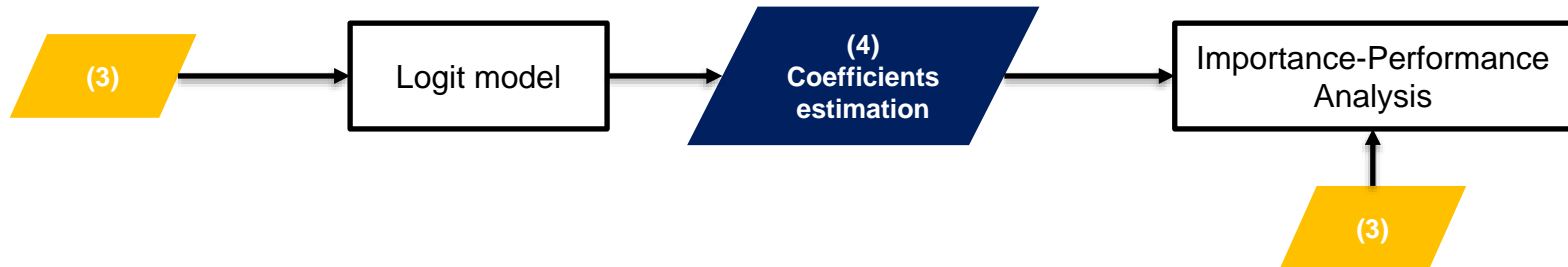 (3)
Logit model
(4)
Coefficients
estimation
Importance-Performance
Analysis
(3)